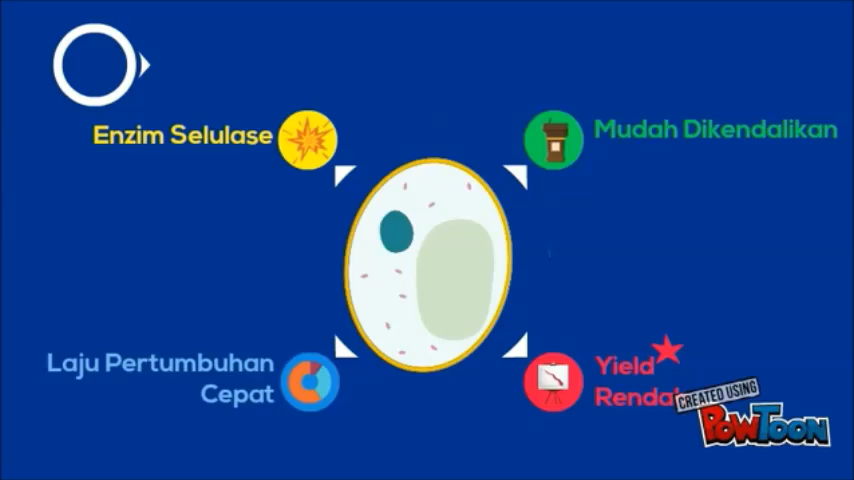 Enzim Selulase
Mudah Dikendalikan
Laju Pertumbuhan
Cepat
Yield
CREATED USING
POWTOON